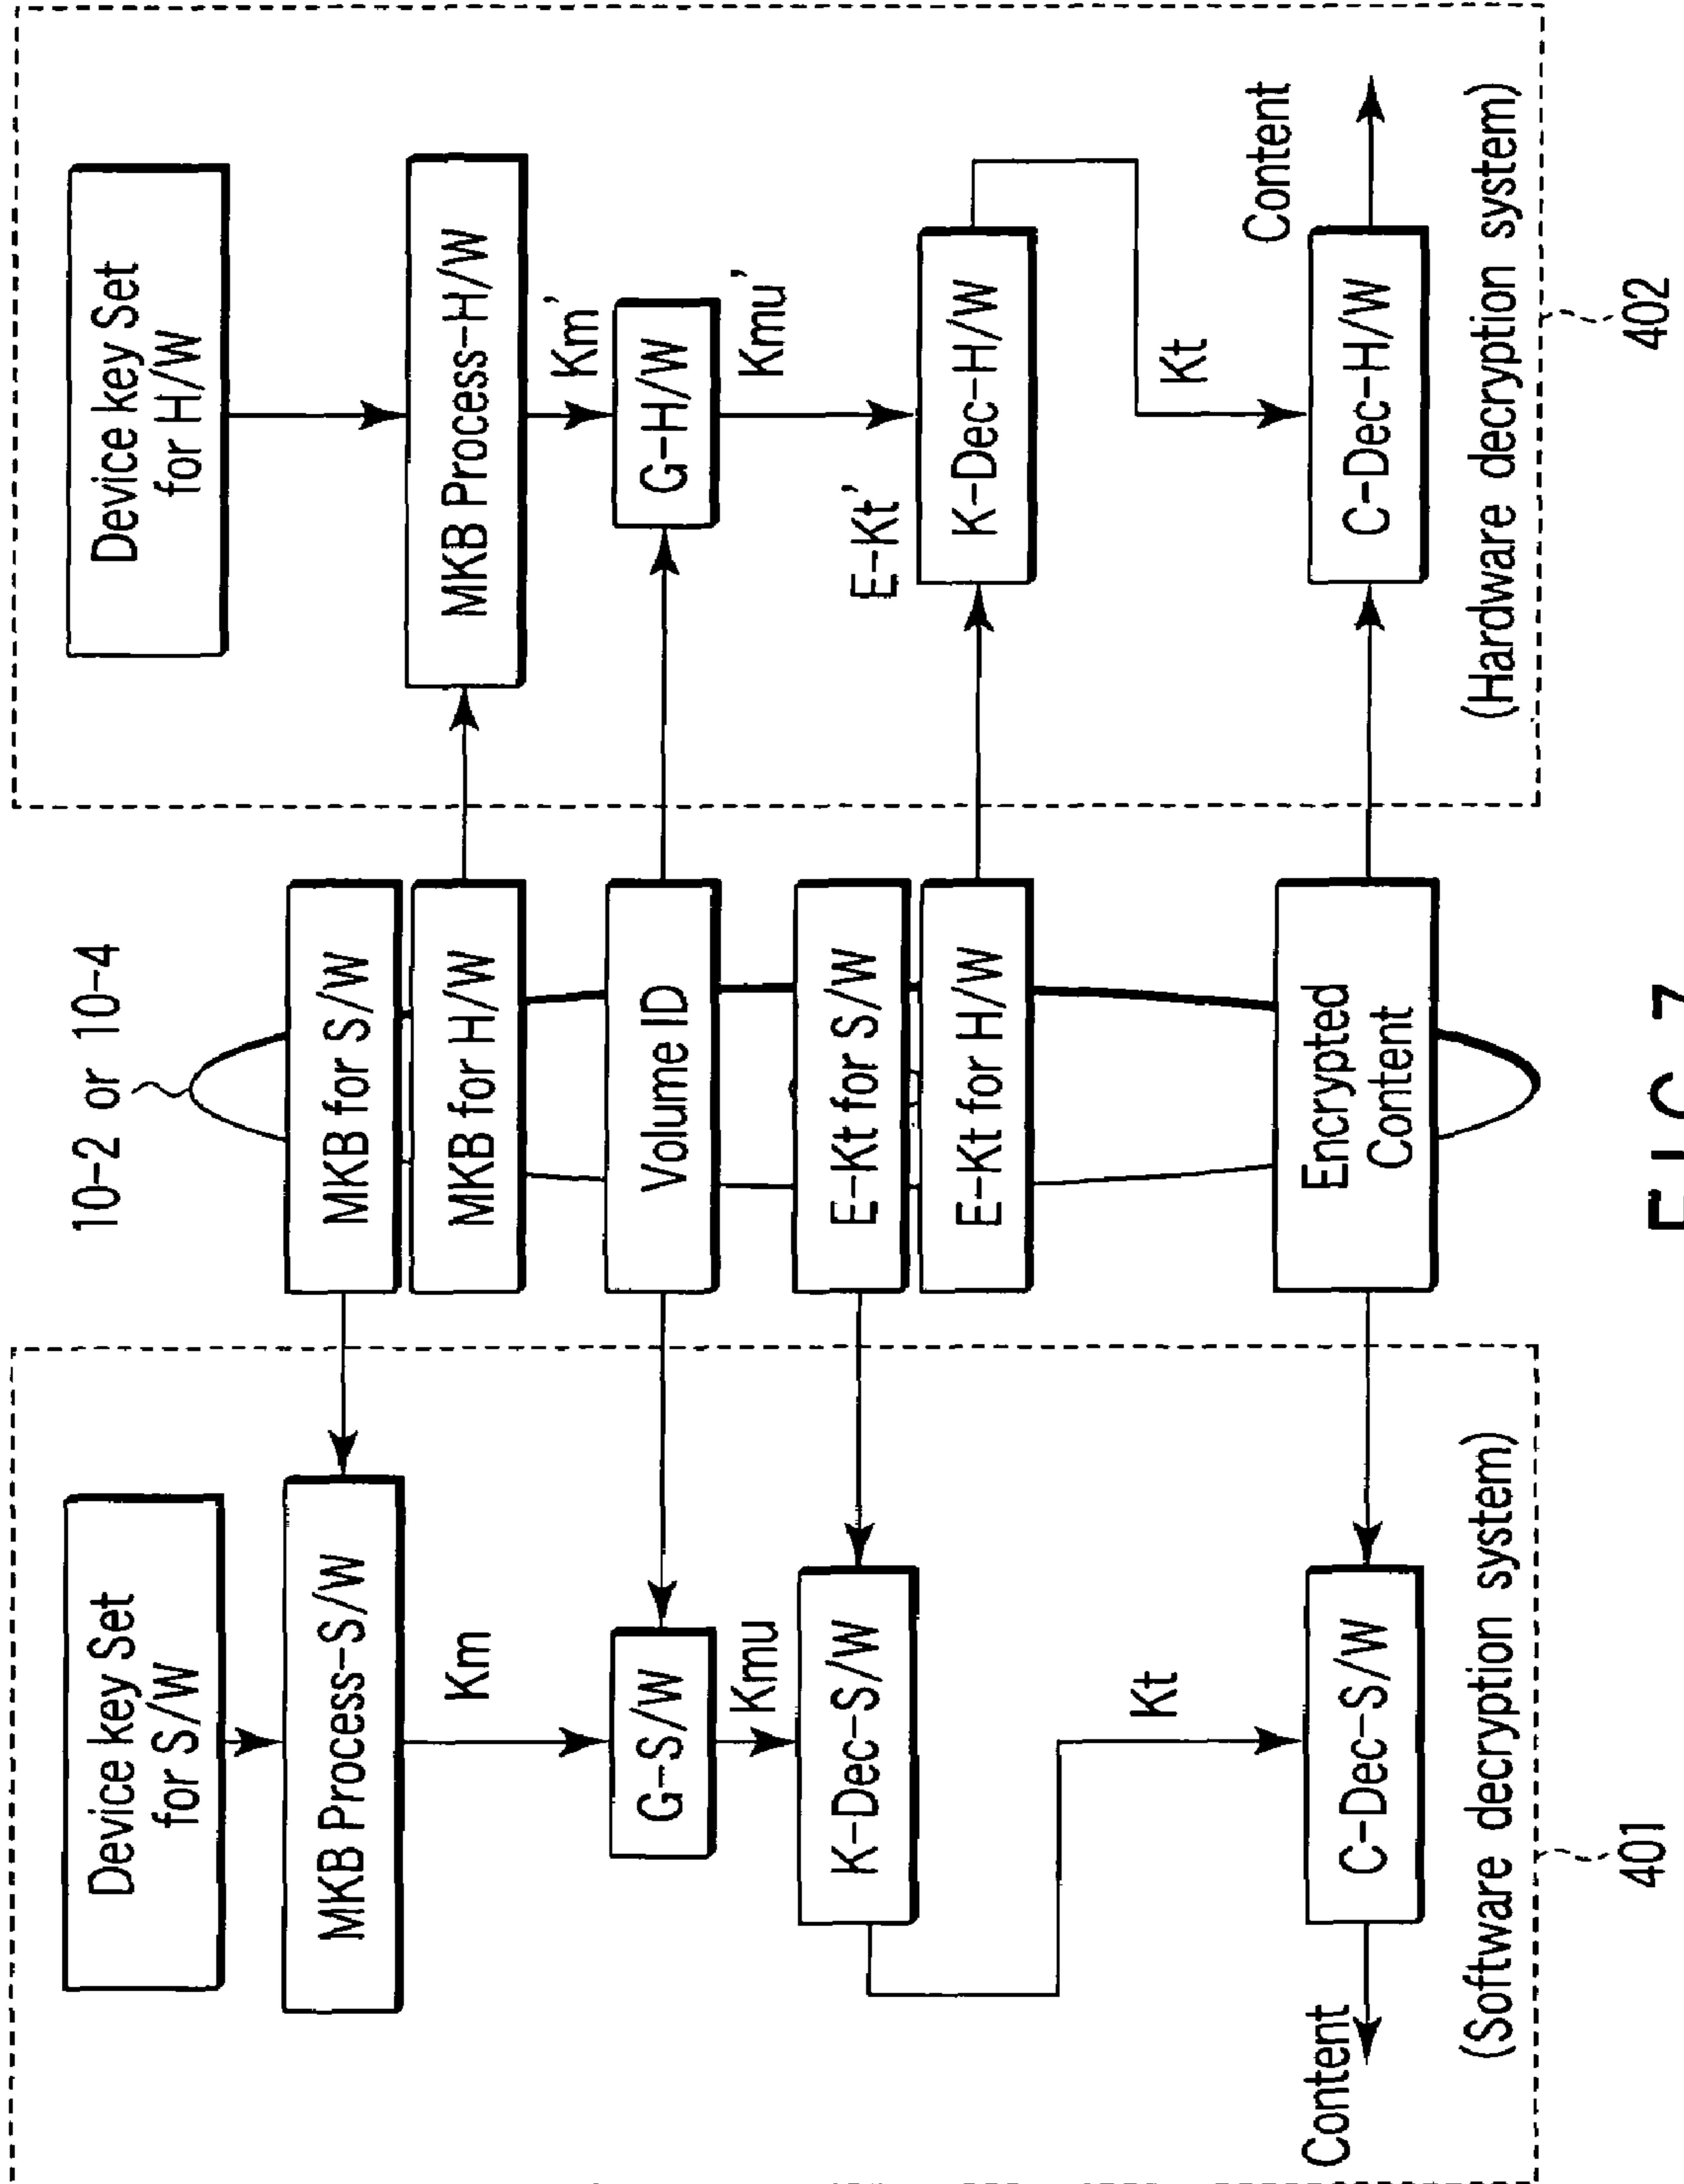 10-2 or 10-4
Device key Set
for S/W
MKB Process-S/W
Km
G-S/W
Kmu
K-Dec-S/W
Kt
C-Dec-S/W
Content
(Software decryption system)
401
MKB for S/W
MKB for H/W
Volume ID
E-Kt for S/W
E-Kt for H/W
Encrypted
Content
Device key Set
for H/W
MKB Process-H/W
Km'
G-H/W
Kmu'
E-Kt'
K-Dec-H/W
Kt
C-Dec-H/W
Content
(Hardware decryption system)
402